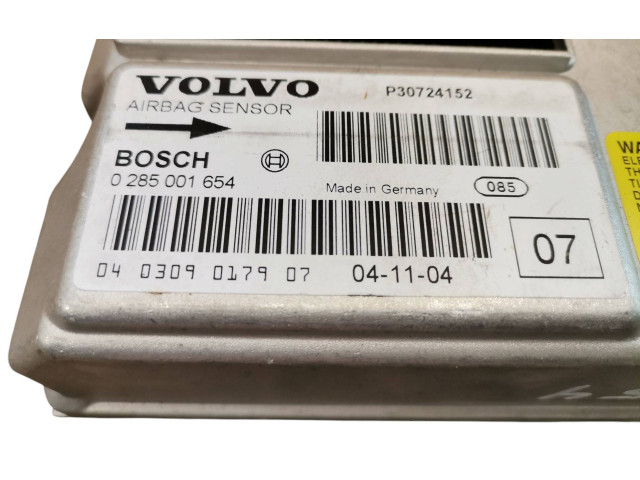 VOLVO P30724152
AIRBAG SENSOR
BOSCH
0 285 001 654 Made in Germany 085
07
04 0309 0179 07 04-11-04